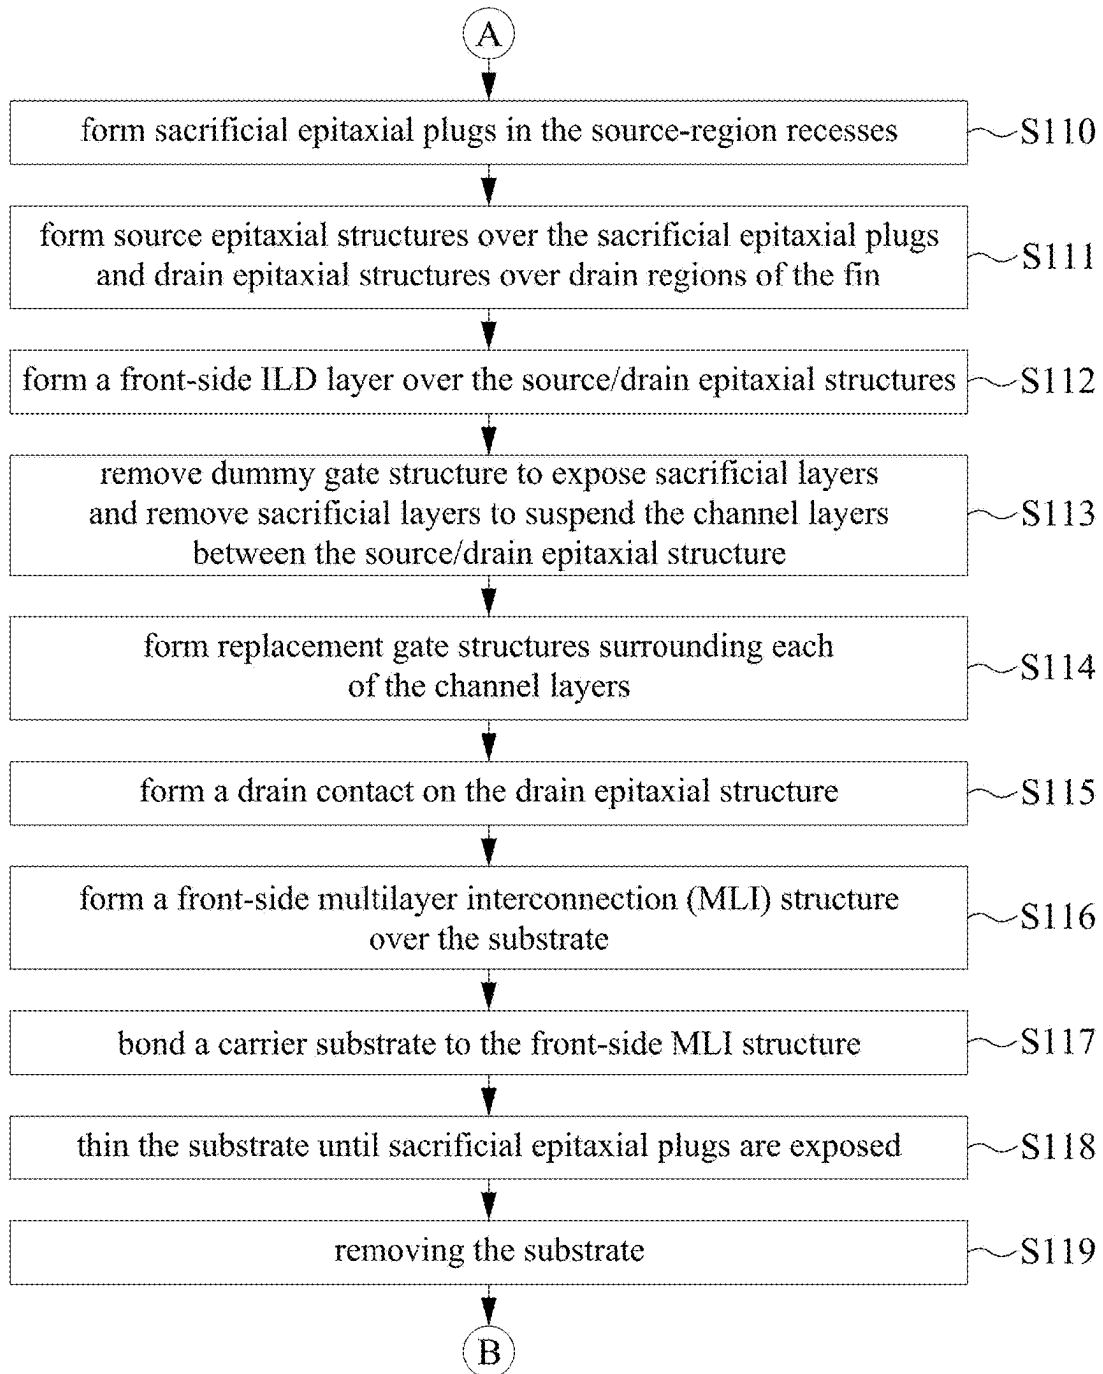 A
form sacrificial epitaxial plugs in the source-region recesses
S110
form source epitaxial structures over the sacrificial epitaxial plugs
and drain epitaxial structures over drain regions of the fin
S111
form a front-side ILD layer over the source/drain epitaxial structures
S112
remove dummy gate structure to expose sacrificial layers
and remove sacrificial layers to suspend the channel layers
between the source/drain epitaxial structure
S113
form replacement gate structures surrounding each
of the channel layers
S114
form a drain contact on the drain epitaxial structure
S115
form a front-side multilayer interconnection (MLI) structure
over the substrate
S116
bond a carrier substrate to the front-side MLI structure
S117
thin the substrate until sacrificial epitaxial plugs are exposed
S118
removing the substrate
S119
B